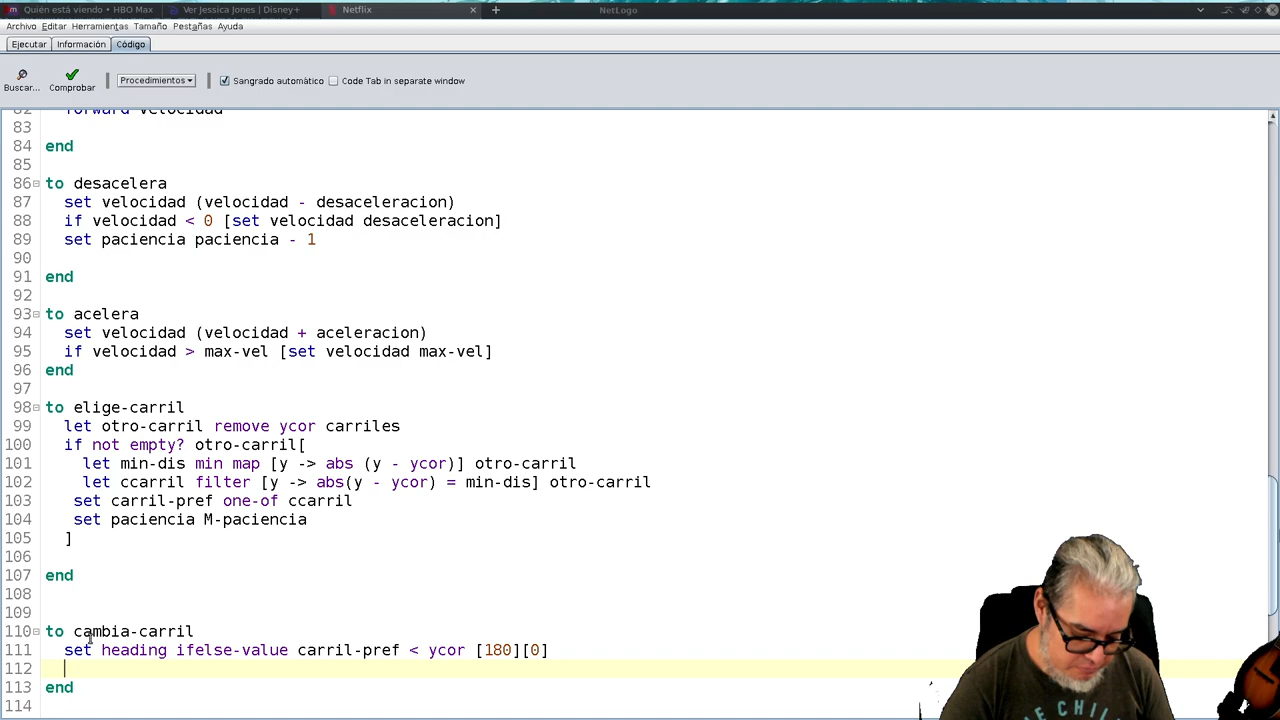 Quién está viendo • HBO Max
Ver Jessica Jones | Disney+
Netflix
NetLogo
Archivo Editar Herramientas Tamaño Pestañas Ayuda
Ejecutar Información Código
Buscar... Comprobar Procedimientos Sangrado automático Code Tab in separate window
82 forward velocidad
83
84 end
85
86 to desacelera
87 set velocidad (velocidad - desaceleracion)
88 if velocidad < 0 [set velocidad desaceleracion]
89 set paciencia paciencia - 1
90
91 end
92
93 to acelera
94 set velocidad (velocidad + aceleracion)
95 if velocidad > max-vel [set velocidad max-vel]
96 end
97
98 to elige-carril
99 let otro-carril remove ycor carriles
100 if not empty? otro-carril[
101 let min-dis min map [y -> abs (y - ycor)] otro-carril
102 let ccarril filter [y -> abs(y - ycor) = min-dis] otro-carril
103 set carril-pref one-of ccarril
104 set paciencia M-paciencia
105 ]
106
107 end
108
109
110 to cambia-carril
111 set heading ifelse-value carril-pref < ycor [180][0]
112
113 end
114